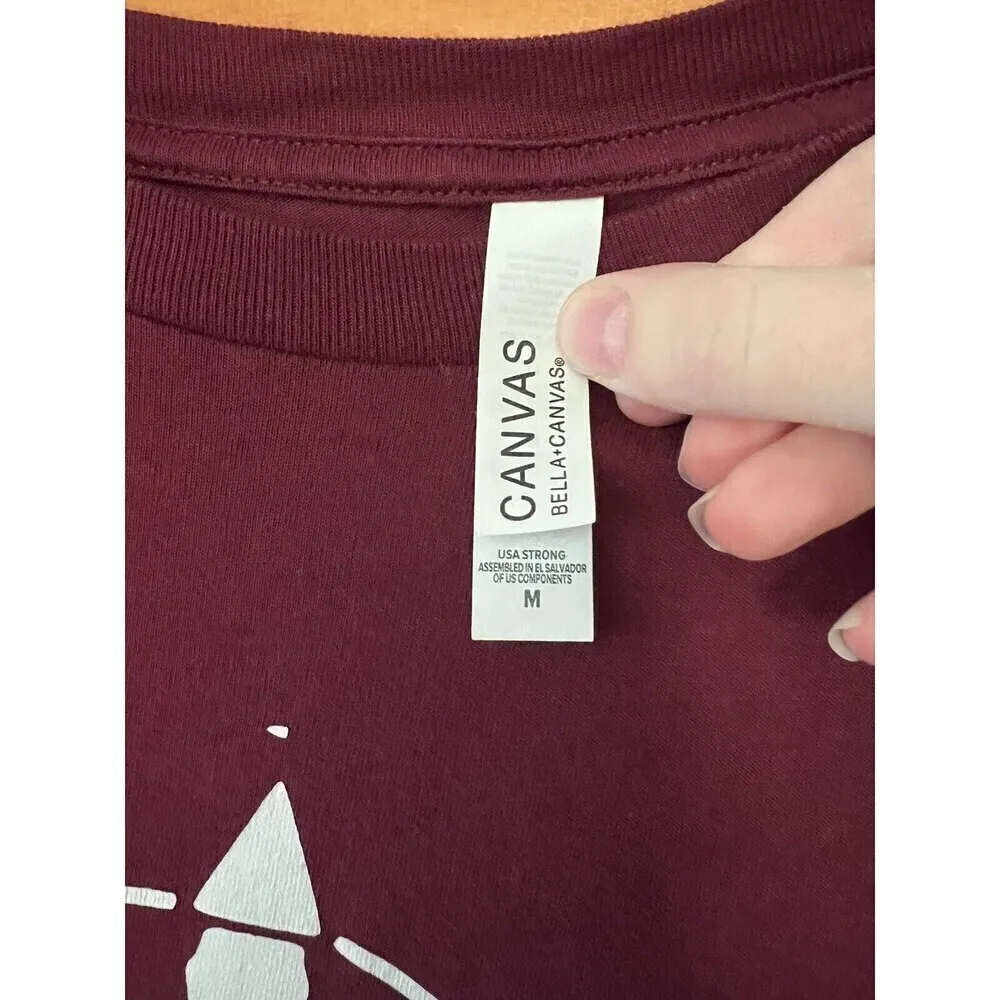 CANVAS
BELLA+CANVAS®
USA STRONG
ASSEMBLED IN EL SALVADOR
OF US COMPONENTS
M